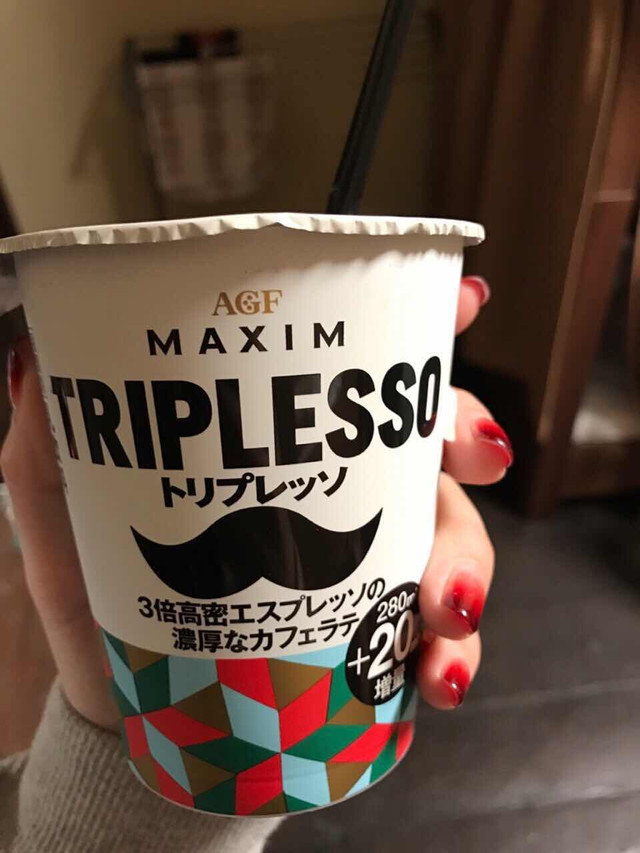 AGF
MAXIM
TRIPLESSO
トリプレッソ
3倍高密エスプレッソの
濃厚なカフェラテ
280
+20
増量